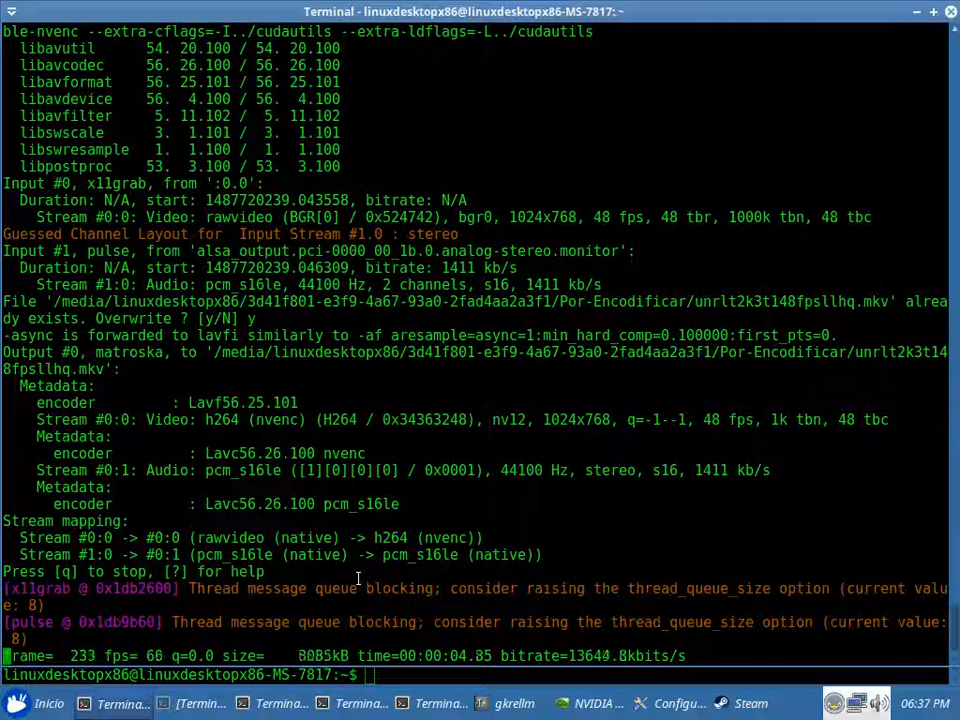 Terminal - linuxdesktopx86@linuxdesktopx86-MS-7817: ~
ble-nvenc --extra-cflags=-I../cudautils --extra-ldflags=-L../cudautils
libavutil 54. 20.100 / 54. 20.100
libavcodec 56. 26.100 / 56. 26.100
libavformat 56. 25.101 / 56. 25.101
libavdevice 56. 4.100 / 56. 4.100
libavfilter 5. 11.102 / 5. 11.102
libswscale 3. 1.101 / 3. 1.101
libswresample 1. 1.100 / 1. 1.100
libpostproc 53. 3.100 / 53. 3.100
Input #0, x11grab, from ':0.0':
Duration: N/A, start: 1487720239.043558, bitrate: N/A
Stream #0:0: Video: rawvideo (BGR[0] / 0x524742), bgr0, 1024x768, 48 fps, 48 tbr, 1000k tbn, 48 tbc
Guessed Channel Layout for Input Stream #1.0 : stereo
Input #1, pulse, from 'alsa_output.pci-0000_00_1b.0.analog-stereo.monitor':
Duration: N/A, start: 1487720239.046309, bitrate: 1411 kb/s
Stream #1:0: Audio: pcm_s16le, 44100 Hz, 2 channels, s16, 1411 kb/s
File '/media/linuxdesktopx86/3d41f801-e3f9-4a67-93a0-2fad4aa2a3f1/Por-Encodificar/unrlt2k3t148fpsllhq.mkv' alrea
dy exists. Overwrite ? [y/N] y
-async is forwarded to lavfi similarly to -af aresample=async=1:min_hard_comp=0.100000:first_pts=0.
Output #0, matroska, to '/media/linuxdesktopx86/3d41f801-e3f9-4a67-93a0-2fad4aa2a3f1/Por-Encodificar/unrlt2k3t14
8fpsllhq.mkv':
Metadata:
encoder : Lavf56.25.101
Stream #0:0: Video: h264 (nvenc) (H264 / 0x34363248), nv12, 1024x768, q=-1--1, 48 fps, 1k tbn, 48 tbc
Metadata:
encoder : Lavc56.26.100 nvenc
Stream #0:1: Audio: pcm_s16le ([1][0][0][0] / 0x0001), 44100 Hz, stereo, s16, 1411 kb/s
Metadata:
encoder : Lavc56.26.100 pcm_s16le
Stream mapping:
Stream #0:0 -> #0:0 (rawvideo (native) -> h264 (nvenc))
Stream #1:0 -> #0:1 (pcm_s16le (native) -> pcm_s16le (native))
Press [q] to stop, [?] for help
[x11grab @ 0x1db2600] Thread message queue blocking; consider raising the thread_queue_size option (current valu
e: 8)
[pulse @ 0x1db9b60] Thread message queue blocking; consider raising the thread_queue_size option (current value:
8)
frame= 233 fps= 66 q=0.0 size= 8085kB time=00:00:04.85 bitrate=13644.8kbits/s
linuxdesktopx86@linuxdesktopx86-MS-7817:~$
Inicio Termina... [Termin... Termina... Termina... Termina... gkrellm NVIDIA ... Configu... Steam 06:37 PM